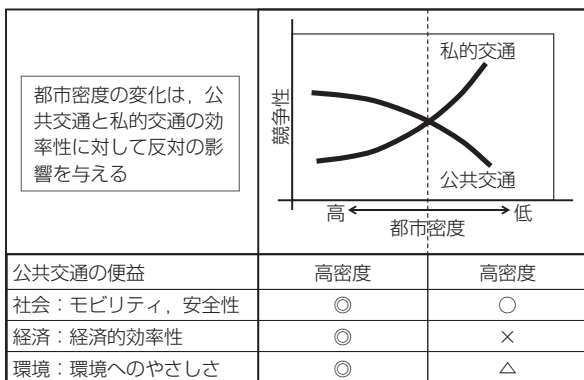 都市密度の変化は，公
共交通と私的交通の効
率性に対して反対の影
響を与える
競争性
私的交通
公共交通
高 低
都市密度
公共交通の便益 高密度 高密度
社会：モビリティ，安全性 ◎ ○
経済：経済的効率性 ◎ ×
環境：環境へのやさしさ ◎ △